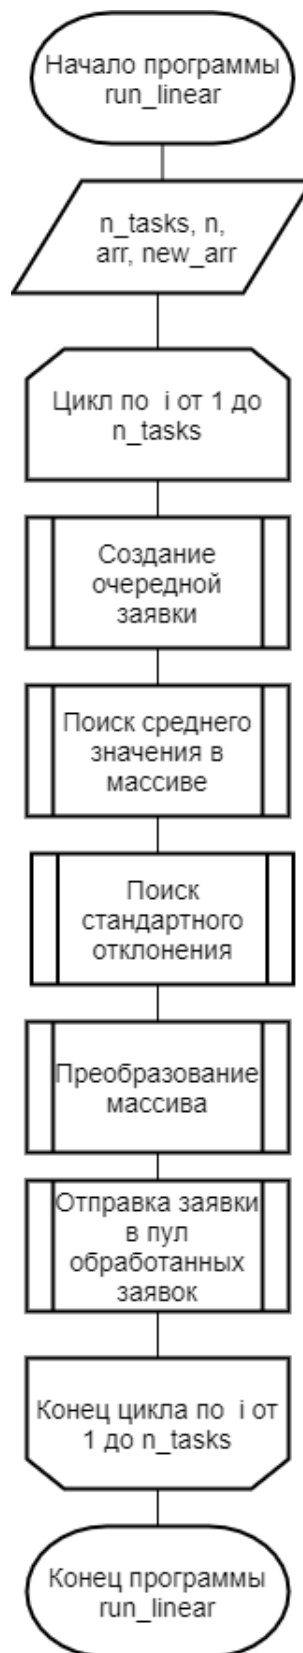 Начало программы
run_linear
n_tasks, n,
arr, new_arr
Цикл по i от 1 до
n_tasks
Создание
очередной
заявки
Поиск среднего
значения в
массиве
Поиск
стандартного
отклонения
Преобразование
массива
Отправка заявки
в пул
обработанных
заявок
Конец цикла по i от
1 до n_tasks
Конец программы
run_linear